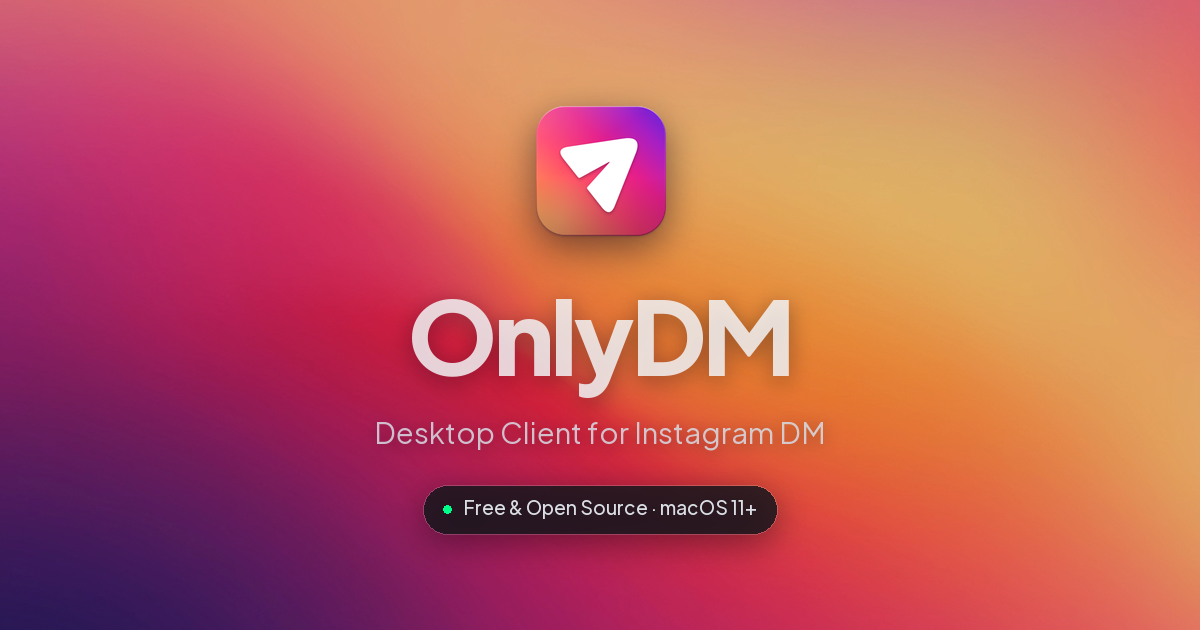 OnlyDM
Desktop Client for Instagram DM
Free & Open Source · macOS 11+